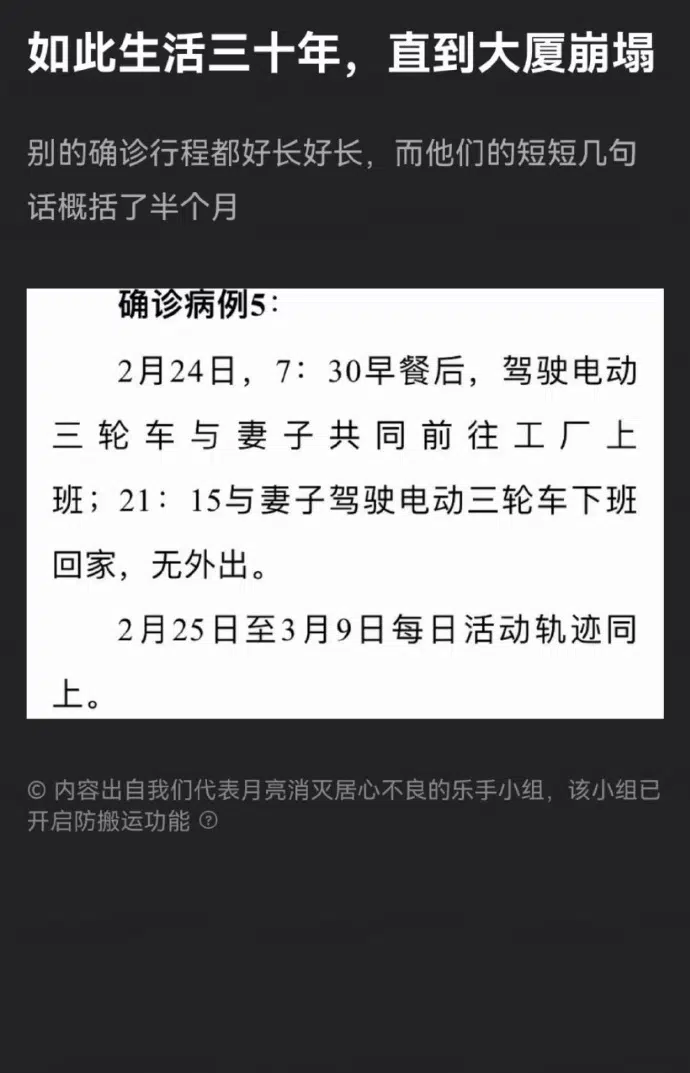 如此生活三十年，直到大厦崩塌
别的确诊行程都好长好长，而他们的短短几句
话概括了半个月
确诊病例5：
2月24日，7：30早餐后，驾驶电动
三轮车与妻子共同前往工厂上
班；21：15与妻子驾驶电动三轮车下班
回家，无外出。
2月25日至3月9日每日活动轨迹同
上。
© 内容出自我们代表月亮消灭居心不良的乐手小组，该小组已
开启防搬运功能 ?